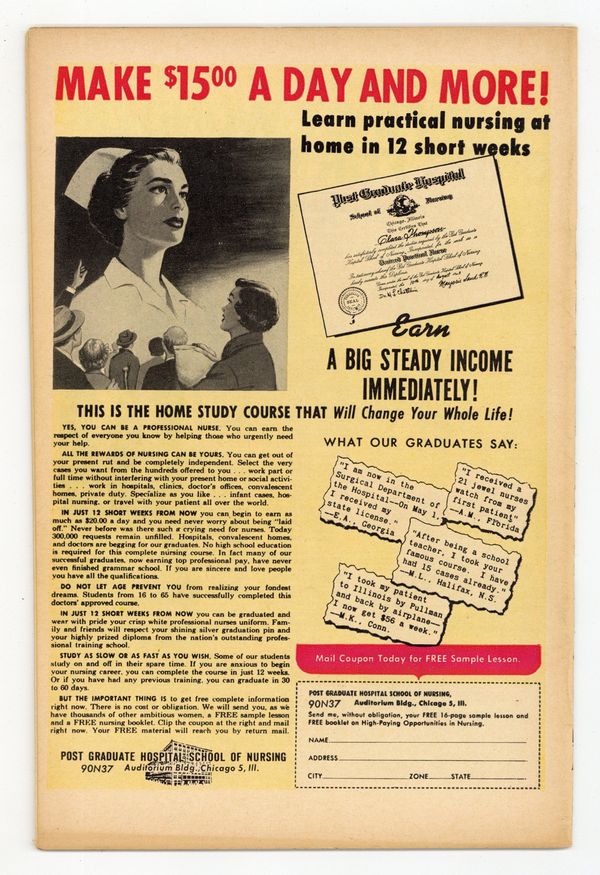 MAKE $15.00 A DAY AND MORE!
Learn practical nursing at
home in 12 short weeks
Post Graduate Hospital
School of Nursing
Chicago, Illinois
This Certifies That
Clara Thompson
Earn
A BIG STEADY INCOME
IMMEDIATELY!
THIS IS THE HOME STUDY COURSE THAT Will Change Your Whole Life!
YES, YOU CAN BE A PROFESSIONAL NURSE. You can earn the
respect of everyone you know by helping those who urgently need
your help.
ALL THE REWARDS OF NURSING CAN BE YOURS. You can get out of
your present rut and be completely independent. Select the very
cases you want from the hundreds offered to you . . . work part or
full time without interfering with your present home or social activi-
ties . . . work in hospitals, clinics, doctor's offices, convalescent
homes, private duty. Specialize as you like . . . infant cases, hos-
pital nursing, or travel with your patient all over the world.
IN JUST 12 SHORT WEEKS FROM NOW you can begin to earn as
much as $20.00 a day and you need never worry about being "laid
off." Never before was there such a crying need for nurses. Today
300,000 requests remain unfilled. Hospitals, convalescent homes,
and doctors are begging for our graduates. No high school education
is required for this complete nursing course. In fact many of our
successful graduates, now earning top professional pay, have never
even finished grammar school. If you are sincere and love people
you have all the qualifications.
DO NOT LET AGE PREVENT YOU from realizing your fondest
dreams. Students from 16 to 65 have successfully completed this
doctors' approved course.
IN JUST 12 SHORT WEEKS FROM NOW you can be graduated and
wear with pride your crisp white professional nurses uniform. Fam-
ily and friends will respect your shining silver graduation pin and
your highly prized diploma from the nation's outstanding profes-
sional training school.
STUDY AS SLOW OR AS FAST AS YOU WISH. Some of our students
study on and off in their spare time. If you are anxious to begin
your nursing career, you can complete the course in just 12 weeks.
Or if you have had any previous training, you can graduate in 30
to 60 days.
BUT THE IMPORTANT THING IS to get free complete information
right now. There is no cost or obligation. We will send you, as we
have thousands of other ambitious women, a FREE sample lesson
and a FREE nursing booklet. Clip the coupon at the right and mail
right now. Your FREE material will reach you by return mail.
POST GRADUATE HOSPITAL SCHOOL OF NURSING
90N37 Auditorium Bldg., Chicago 5, Ill.
WHAT OUR GRADUATES SAY:
"I am now in the
Surgical Department of
the Hospital—On May,
I received my
state license."
—E.A., Georgia
"I received a
21 jewel nurses
watch from my
first patient"
—A.W. Florida
"After being a school
teacher, I took your
famous course. I have
had 15 cases already."
—M.L., Halifax, N.S.
"I took my patient
to Illinois by Pullman
and back by airplane—
I now get $56 a week."
—M.K., Conn.
Mail Coupon Today for FREE Sample Lesson.
POST GRADUATE HOSPITAL SCHOOL OF NURSING,
90N37 Auditorium Bldg., Chicago 5, Ill.
Send me, without obligation, your FREE 16-page sample lesson and
FREE booklet on High-Paying Opportunities in Nursing.
NAME
ADDRESS
CITY ZONE STATE